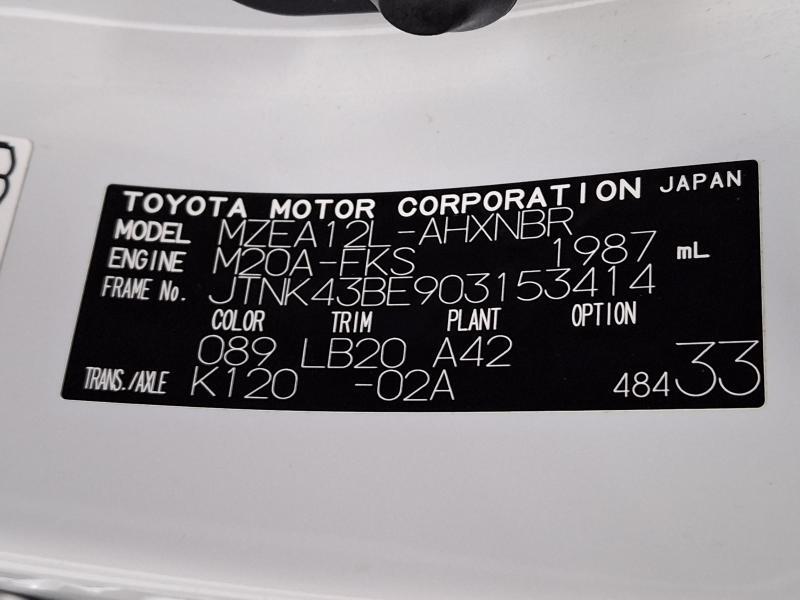 TOYOTA MOTOR CORPORATION JAPAN
MODEL MZEA12L-AHXNBR
ENGINE M20A-FKS 1987 mL
FRAME No. JTNK43BE903153414
COLOR TRIM PLANT OPTION
089 LB20 A42
TRANS./AXLE K120 -02A 48433